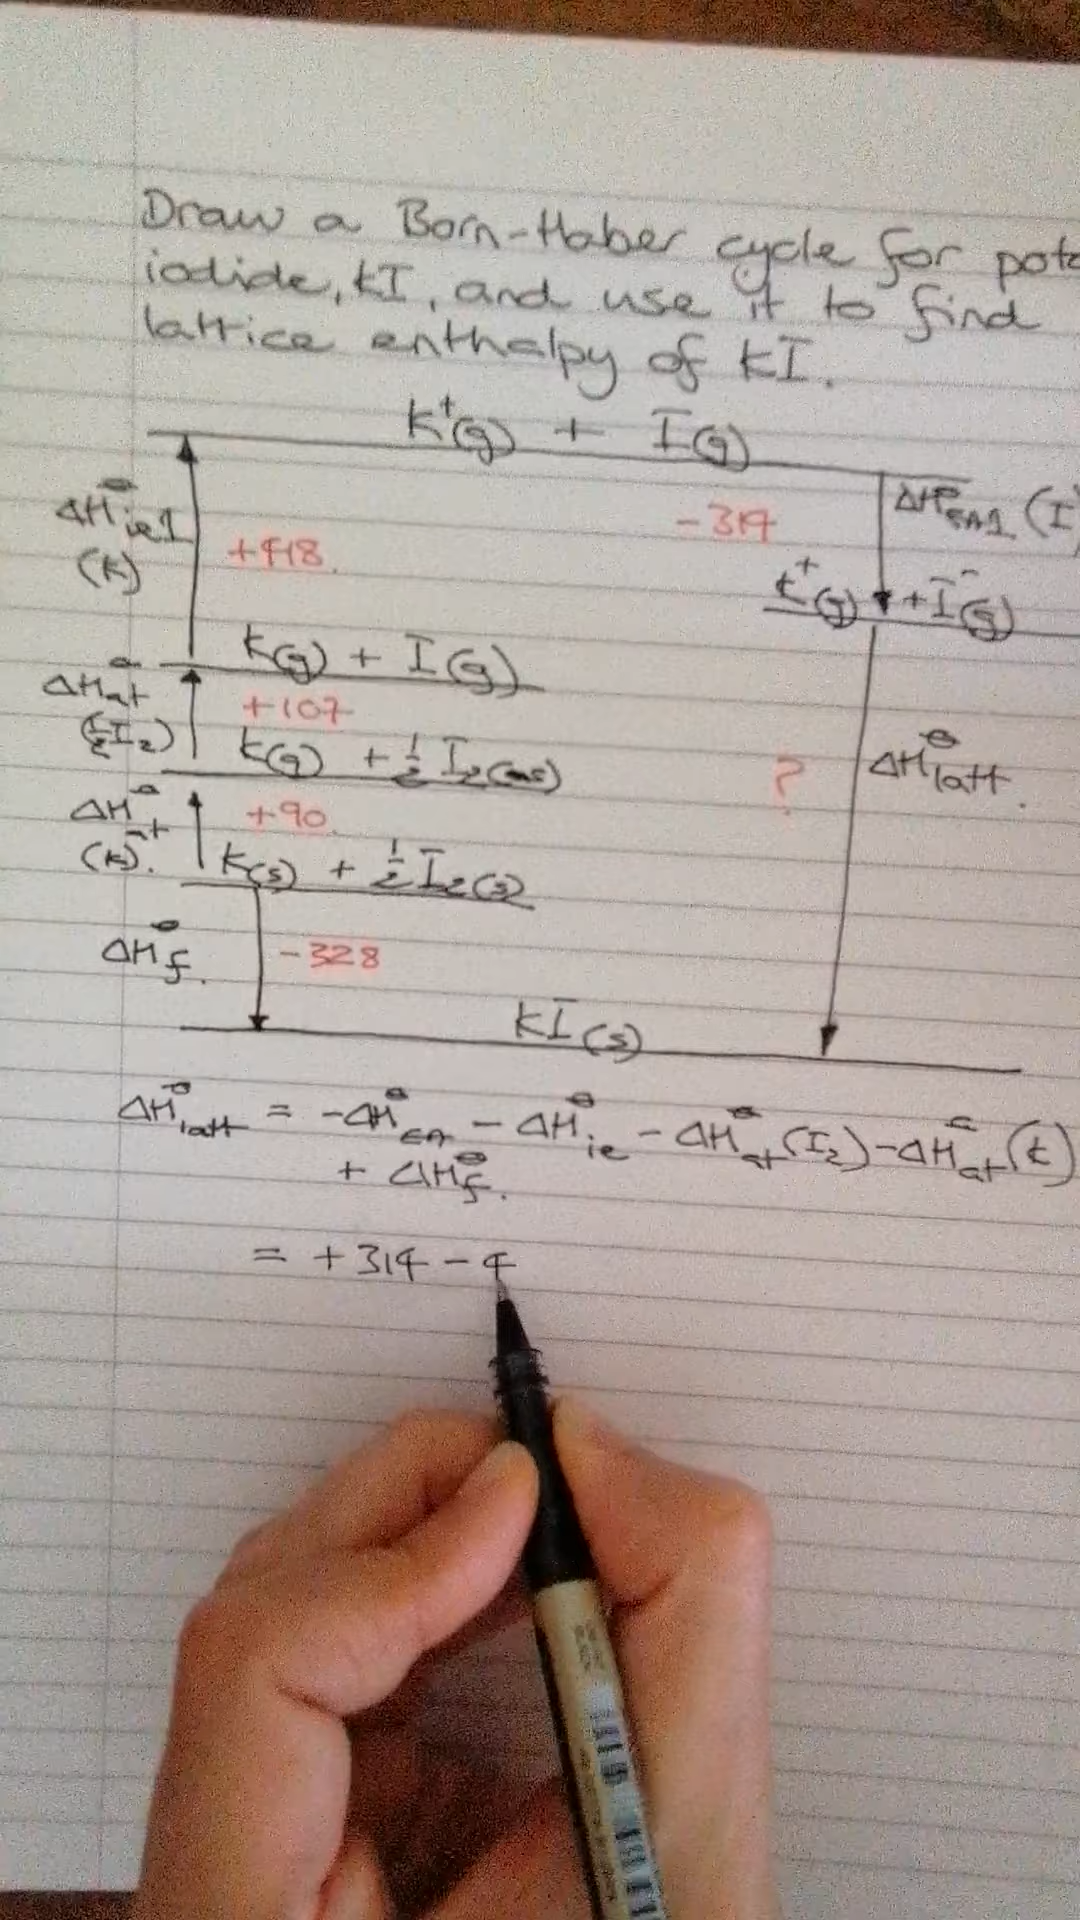 Draw a Born-Haber cycle for pota
iodide, KI, and use it to find
lattice enthalpy of KI.
K⁺(g) + I(g)
ΔH⦵ie1
(K)
+418
-314
ΔH⦵EA1 (I)
K⁺(g) + I⁻(g)
K(g) + I(g)
ΔH⦵at
(½I₂)
+107
K(g) + ½I₂
ΔH⦵latt.
?
ΔH⦵at
(K).
+90
K(s) + ½I₂(s)
ΔH⦵f.
-328
KI(s)
ΔH⦵latt = -ΔH⦵EA - ΔH⦵ie - ΔH⦵at(I₂) - ΔH⦵at(K)
+ ΔH⦵f.
= +314 - 4